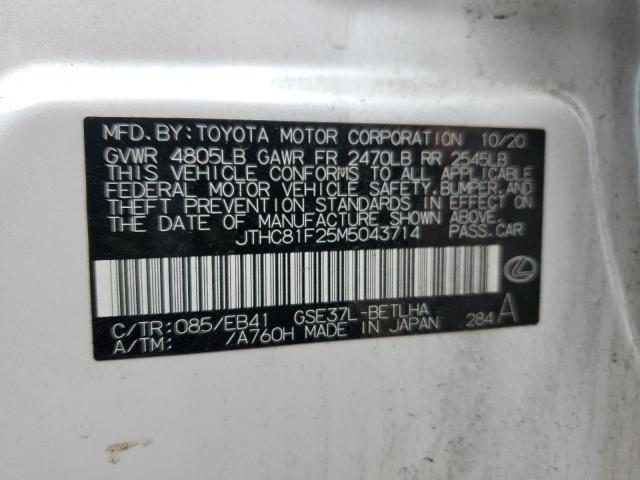 MFD. BY: TOYOTA MOTOR CORPORATION 10/20
GVWR 4805LB GAWR FR 2470LB RR 2545LB
THIS VEHICLE CONFORMS TO ALL APPLICABLE
FEDERAL MOTOR VEHICLE SAFETY, BUMPER, AND
THEFT PREVENTION STANDARDS IN EFFECT ON
THE DATE OF MANUFACTURE SHOWN ABOVE.
JTHC81F25M5043714 PASS. CAR
C/TR: 085/EB41 GSE37L-BETLHA
A/TM: /A760H MADE IN JAPAN 284 A